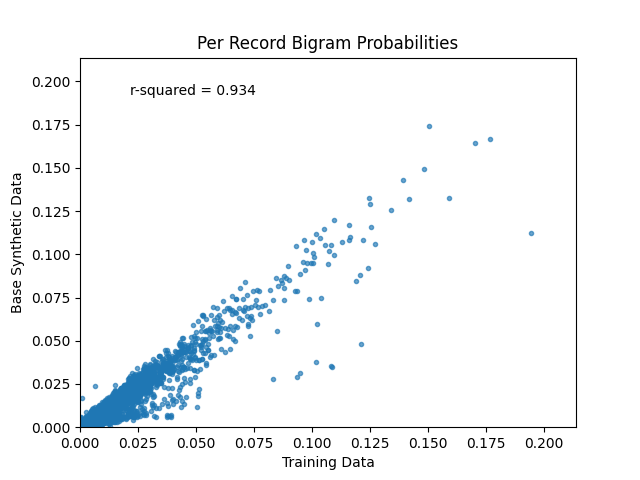 Per Record Bigram Probabilities
r-squared = 0.934
Base Synthetic Data
0.200
0.175
0.150
0.125
0.100
0.075
0.050
0.025
0.000
0.000 0.025 0.050 0.075 0.100 0.125 0.150 0.175 0.200
Training Data